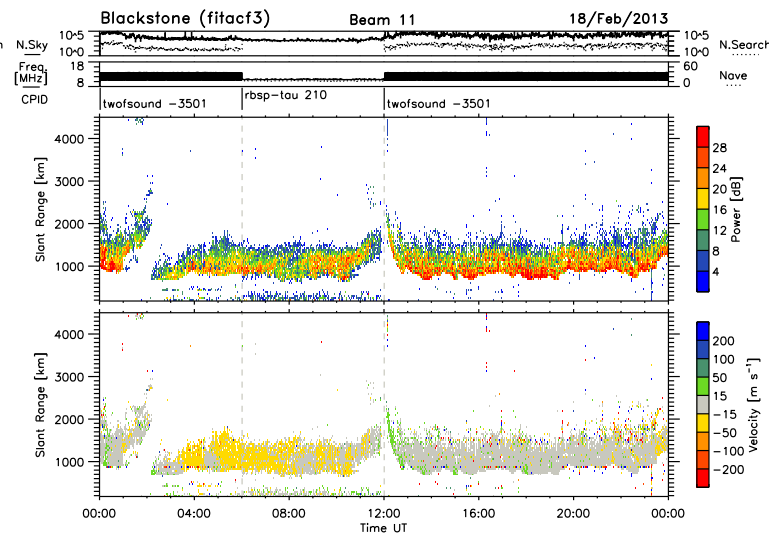 Blackstone (fitacf3) Beam 11 18/Feb/2013
n N.Sky 10^5 10^5 N.Search
10^0 10^0
Freq. 18 60
[MHz] 8 0 Nave
CPID twofsound -3501 rbsp-tau 210 twofsound -3501
Slant Range [km]
4000
3000
2000
1000
28
24
20
16
12
8
4
Power [dB]
Slant Range [km]
4000
3000
2000
1000
200
100
50
15
-15
-50
-100
-200
Velocity [m s⁻¹]
00:00 04:00 08:00 12:00 16:00 20:00 00:00
Time UT